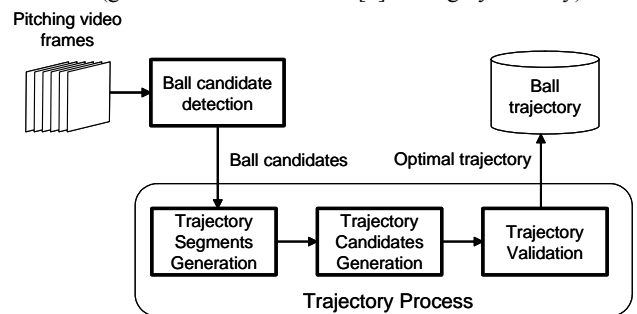 Pitching video
frames
Ball candidate
detection
Ball
trajectory
Ball candidates
Optimal trajectory
Trajectory
Segments
Generation
Trajectory
Candidates
Generation
Trajectory
Validation
Trajectory Process